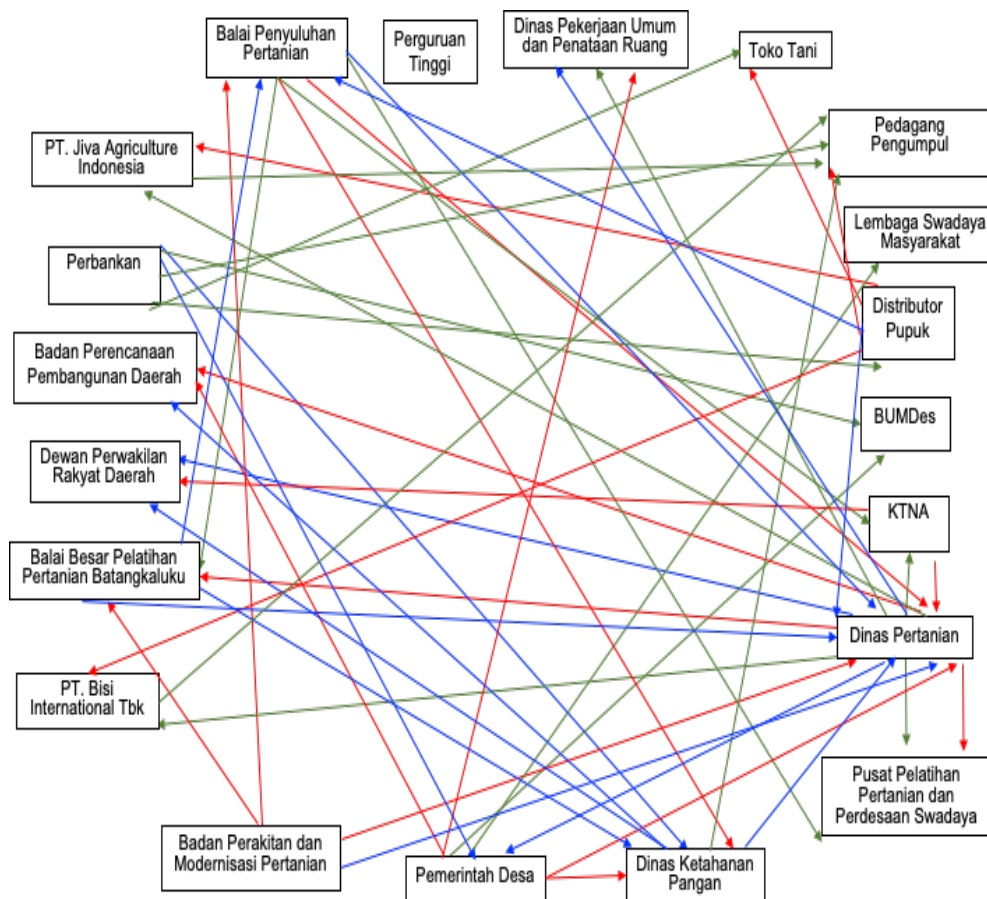 Balai Penyuluhan
Pertanian
Perguruan
Tinggi
Dinas Pekerjaan Umum
dan Penataan Ruang
Toko Tani
PT. Jiva Agriculture
Indonesia
Pedagang
Pengumpul
Lembaga Swadaya
Masyarakat
Perbankan
Distributor
Pupuk
Badan Perencanaan
Pembangunan Daerah
BUMDes
Dewan Perwakilan
Rakyat Daerah
KTNA
Balai Besar Pelatihan
Pertanian Batangkaluku
Dinas Pertanian
PT. Bisi
International Tbk
Pusat Pelatihan
Pertanian dan
Perdesaan Swadaya
Badan Perakitan dan
Modernisasi Pertanian
Pemerintah Desa
Dinas Ketahanan
Pangan